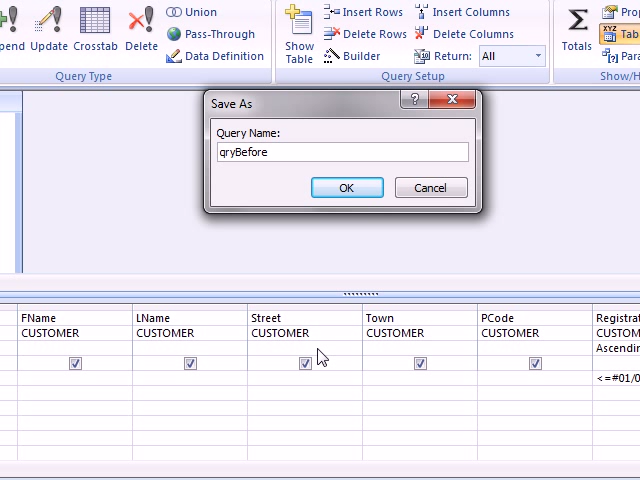 Union
Insert Rows
Insert Columns
Update
Crosstab
Delete
Pass-Through
Show
Table
Delete Rows
Delete Columns
Totals
XYZ
Data Definition
Builder
Return:
All
Query Type
Query Setup
Save As
?
Query Name:
qryBefore
OK
Cancel
FName
LName
Street
Town
PCode
CUSTOMER
CUSTOMER
CUSTOMER
CUSTOMER
CUSTOMER
<=#01/0